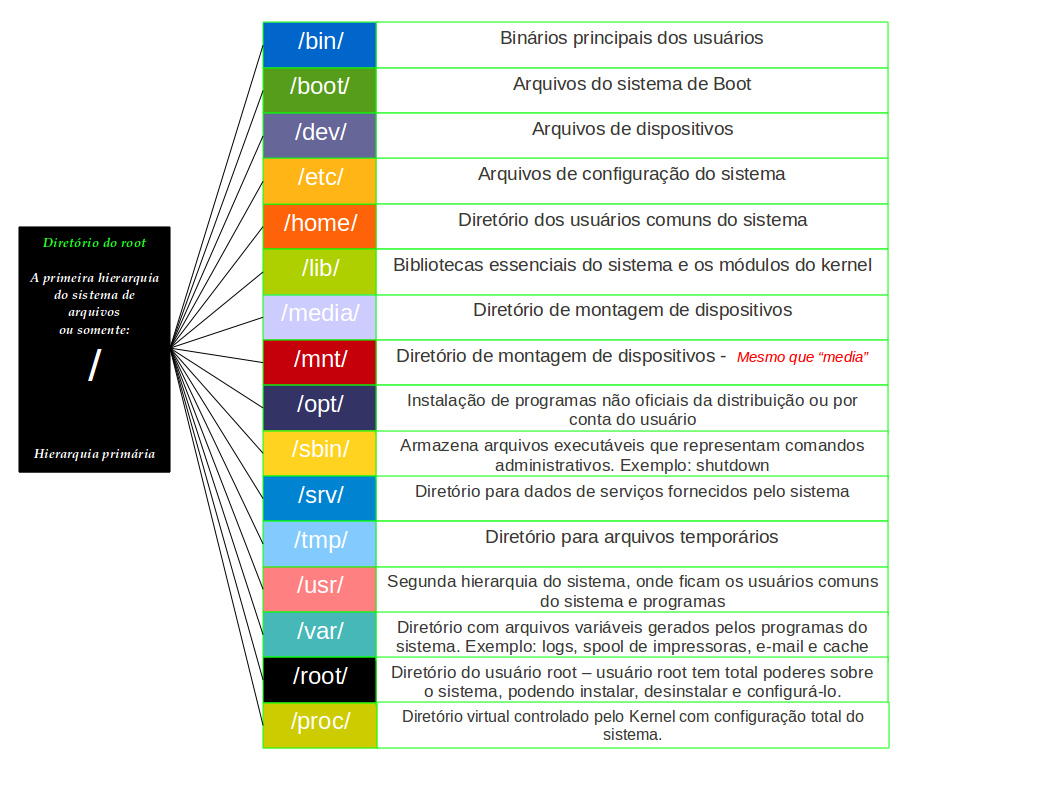 Diretório do root
A primeira hierarquia
do sistema de
arquivos
ou somente:
/
Hierarquia primária
/bin/
Binários principais dos usuários
/boot/
Arquivos do sistema de Boot
/dev/
Arquivos de dispositivos
/etc/
Arquivos de configuração do sistema
/home/
Diretório dos usuários comuns do sistema
/lib/
Bibliotecas essenciais do sistema e os módulos do kernel
/media/
Diretório de montagem de dispositivos
/mnt/
Diretório de montagem de dispositivos - Mesmo que “media”
/opt/
Instalação de programas não oficiais da distribuição ou por
conta do usuário
/sbin/
Armazena arquivos executáveis que representam comandos
administrativos. Exemplo: shutdown
/srv/
Diretório para dados de serviços fornecidos pelo sistema
/tmp/
Diretório para arquivos temporários
/usr/
Segunda hierarquia do sistema, onde ficam os usuários comuns
do sistema e programas
/var/
Diretório com arquivos variáveis gerados pelos programas do
sistema. Exemplo: logs, spool de impressoras, e-mail e cache
/root/
Diretório do usuário root – usuário root tem total poderes sobre
o sistema, podendo instalar, desinstalar e configurá-lo.
/proc/
Diretório virtual controlado pelo Kernel com configuração total do
sistema.